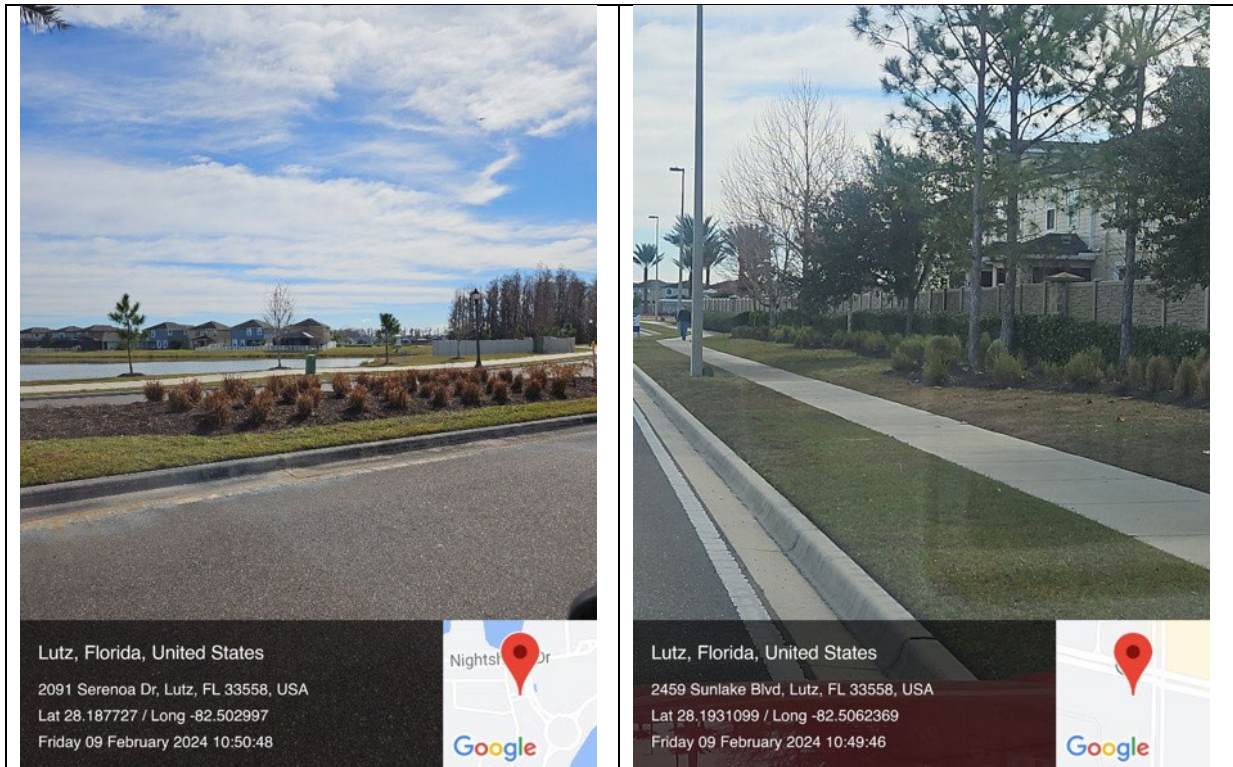 Lutz, Florida, United States
2091 Serenoa Dr, Lutz, FL 33558, USA
Lat 28.187727 / Long -82.502997
Friday 09 February 2024 10:50:48
Dr
Google
Lutz, Florida, United States
2459 Sunlake Blvd, Lutz, FL 33558, USA
Lat 28.1931099 / Long -82.5062369
Friday 09 February 2024 10:49:46
Google